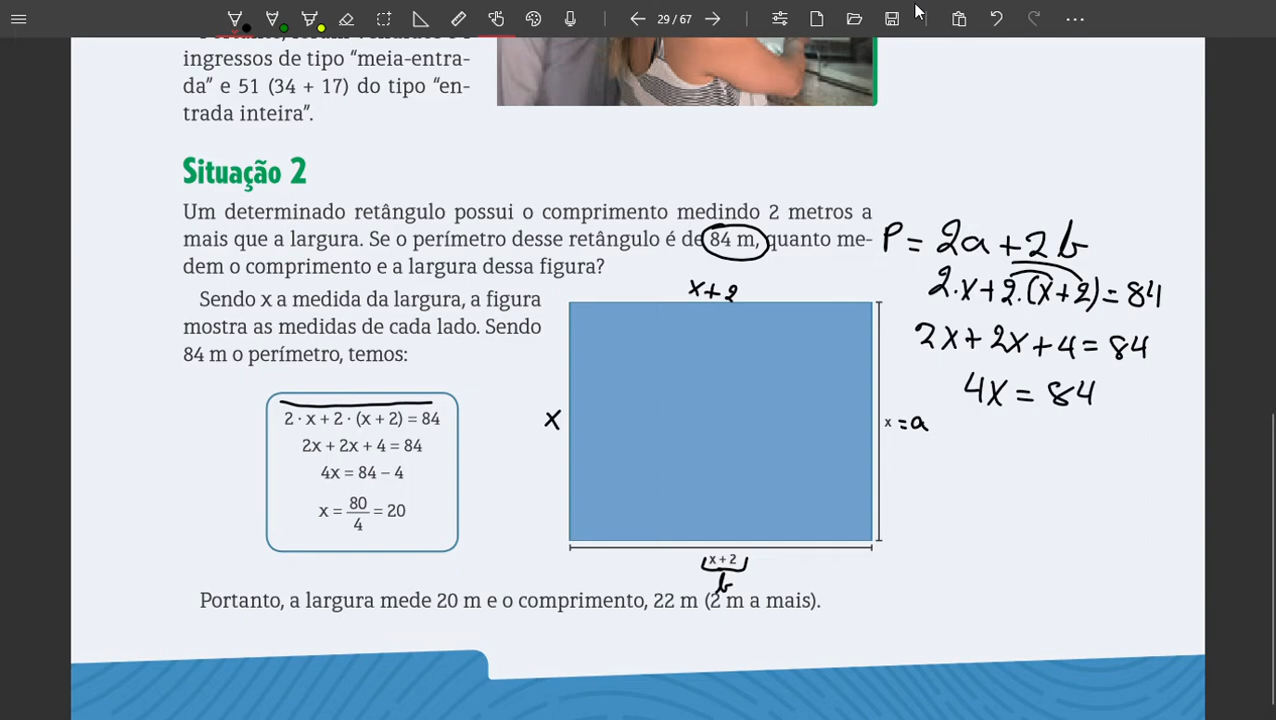 29 / 67
ingressos de tipo “meia-entra-
da” e 51 (34 + 17) do tipo “en-
trada inteira”.
Situação 2
Um determinado retângulo possui o comprimento medindo 2 metros a
mais que a largura. Se o perímetro desse retângulo é de 84 m, quanto me-
dem o comprimento e a largura dessa figura?
Sendo x a medida da largura, a figura
mostra as medidas de cada lado. Sendo
84 m o perímetro, temos:
2 · x + 2 · (x + 2) = 84
2x + 2x + 4 = 84
4x = 84 – 4
x = 80/4 = 20
x+2
x
x = a
x + 2
b
P = 2a + 2b
2·x + 2·(x+2) = 84
2x + 2x + 4 = 84
4x = 84
Portanto, a largura mede 20 m e o comprimento, 22 m (2 m a mais).